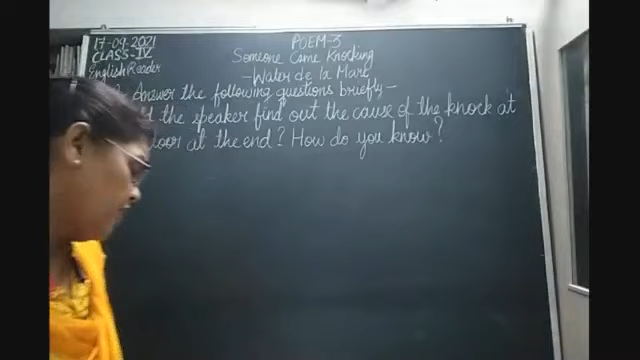 17-09-2021
CLASS-IV
English Reader
POEM-3
Someone Came Knocking
-Walter de la Mare
Answer the following questions briefly-
the speaker find out the cause of the knock at
door at the end? How do you know?